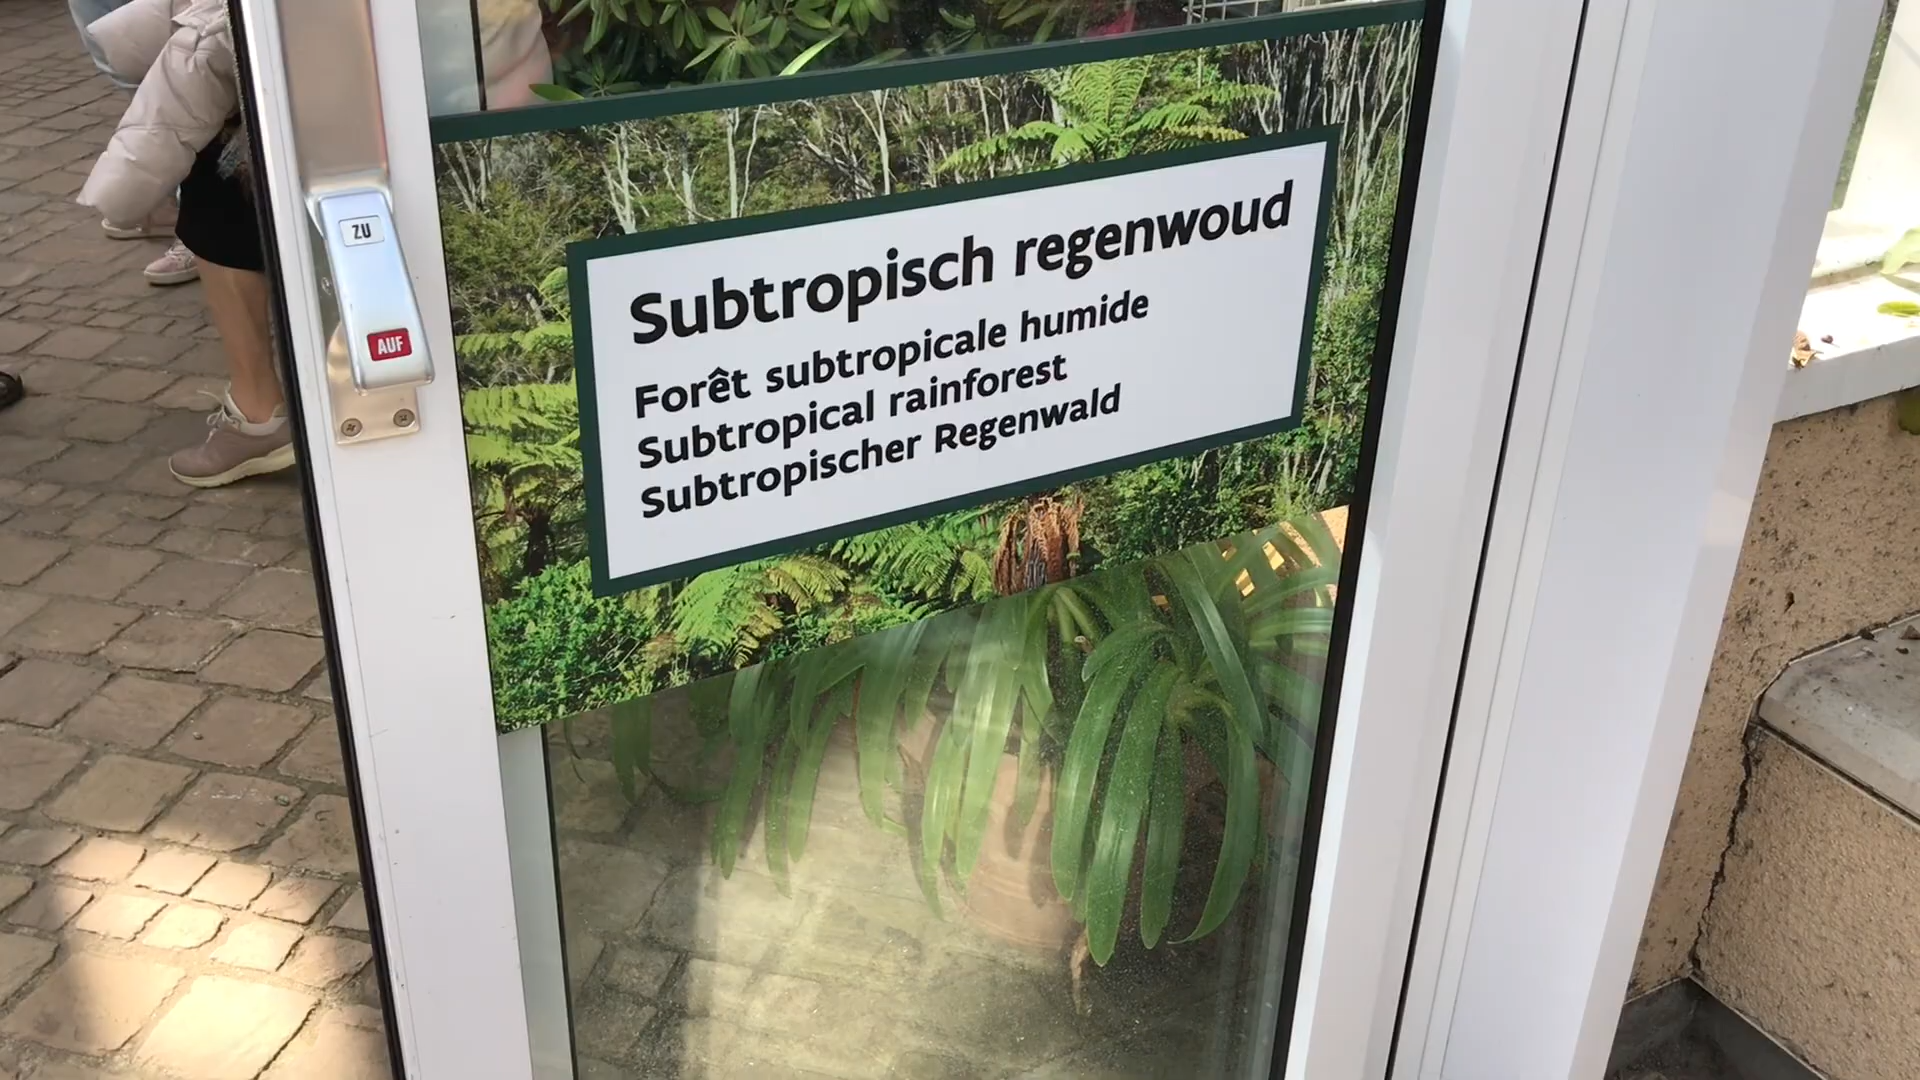 ZU
AUF
Subtropisch regenwoud
Forêt subtropicale humide
Subtropical rainforest
Subtropischer Regenwald